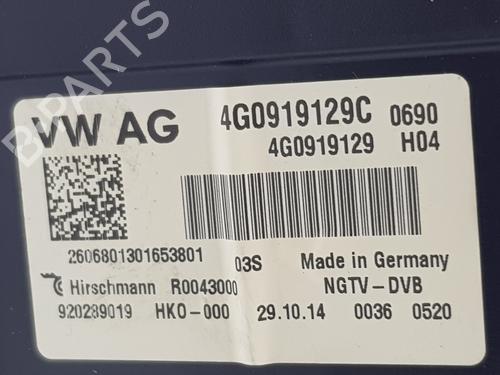 B-PARTS
VW AG 4G0919129C 0690
4G0919129 H04
2606801301653801 03S Made in Germany
Hirschmann R0043000 NGTV-DVB
920289019 HK0-000 29.10.14 0036 0520